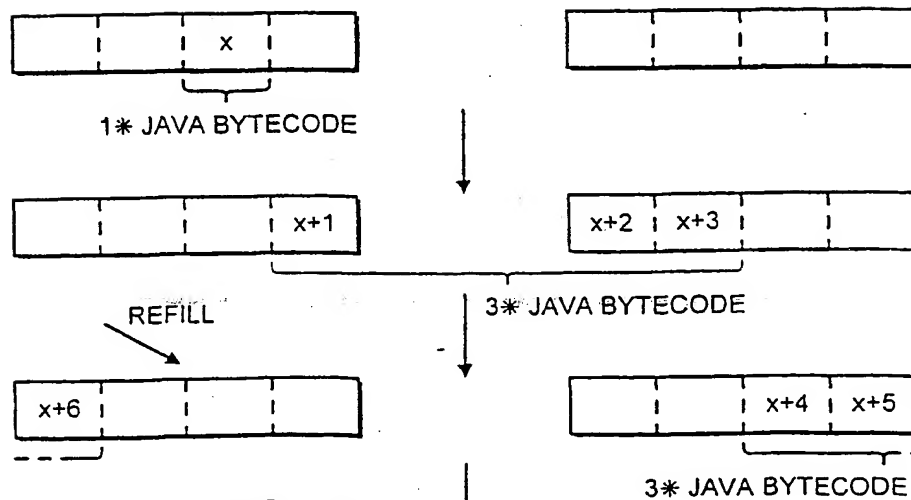 x
1* JAVA BYTECODE
x+1 x+2 x+3
3* JAVA BYTECODE
REFILL
x+6 x+4 x+5
3* JAVA BYTECODE